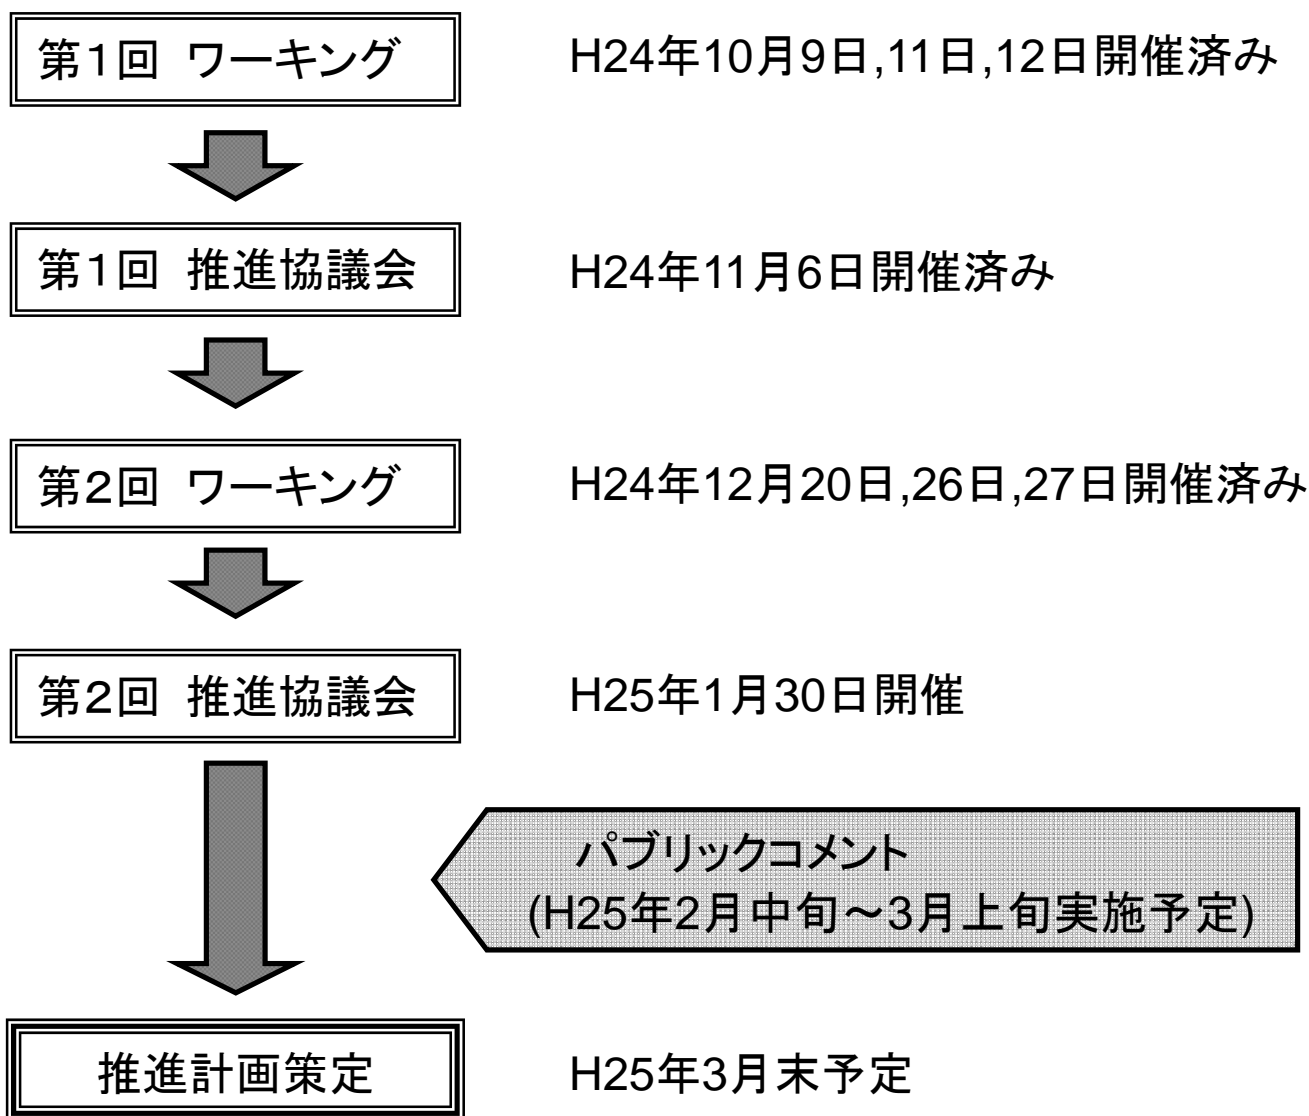 第1回 ワーキング
H24年10月9日,11日,12日開催済み
第1回 推進協議会
H24年11月6日開催済み
第2回 ワーキング
H24年12月20日,26日,27日開催済み
第2回 推進協議会
H25年1月30日開催
パブリックコメント
(H25年2月中旬～3月上旬実施予定)
推進計画策定
H25年3月末予定